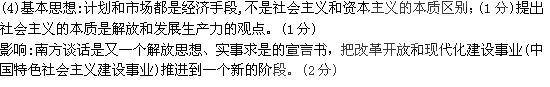 (4)基本思想:计划和市场都是经济手段,不是社会主义和资本主义的本质区别；(1分)提出
社会主义的本质是解放和发展生产力的观点。(1分)
影响:南方谈话是又一个解放思想、实事求是的宣言书，把改革开放和现代化建设事业(中
国特色社会主义建设事业)推进到一个新的阶段。(2分)